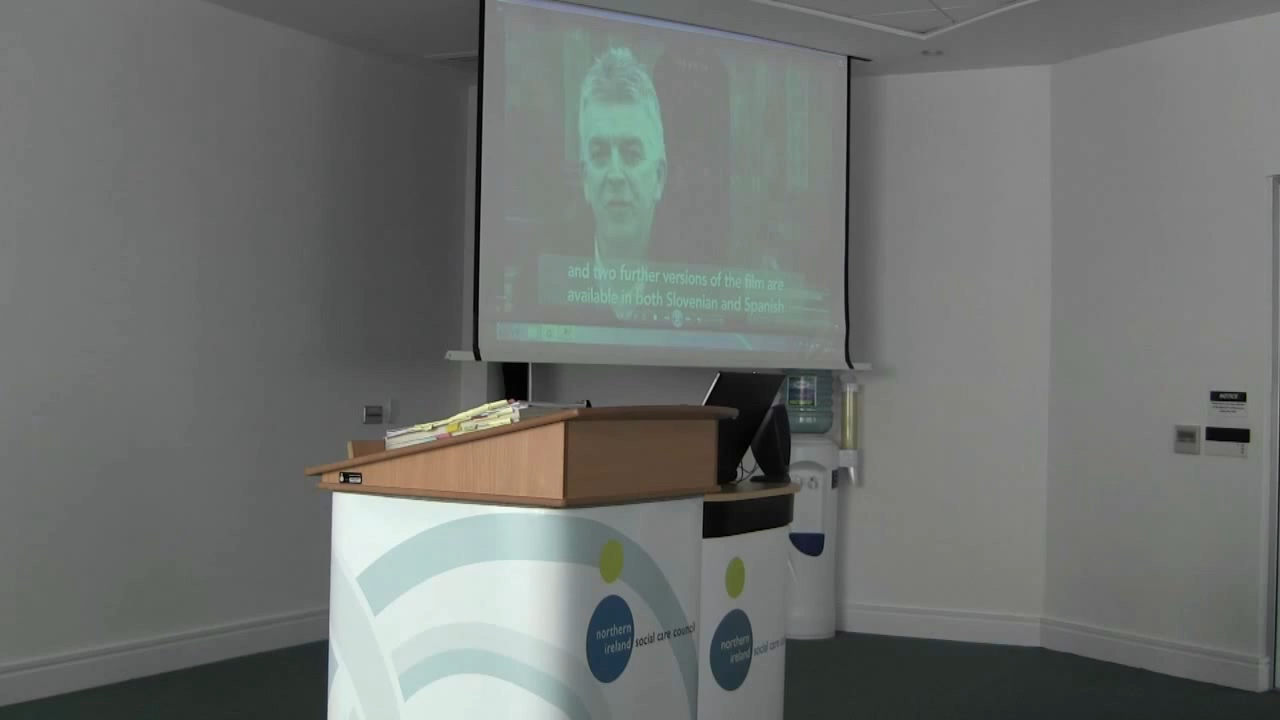 and two further versions of the film are
available in both Slovenian and Spanish
NOTICE
northern
ireland social care council
northern
ireland social care